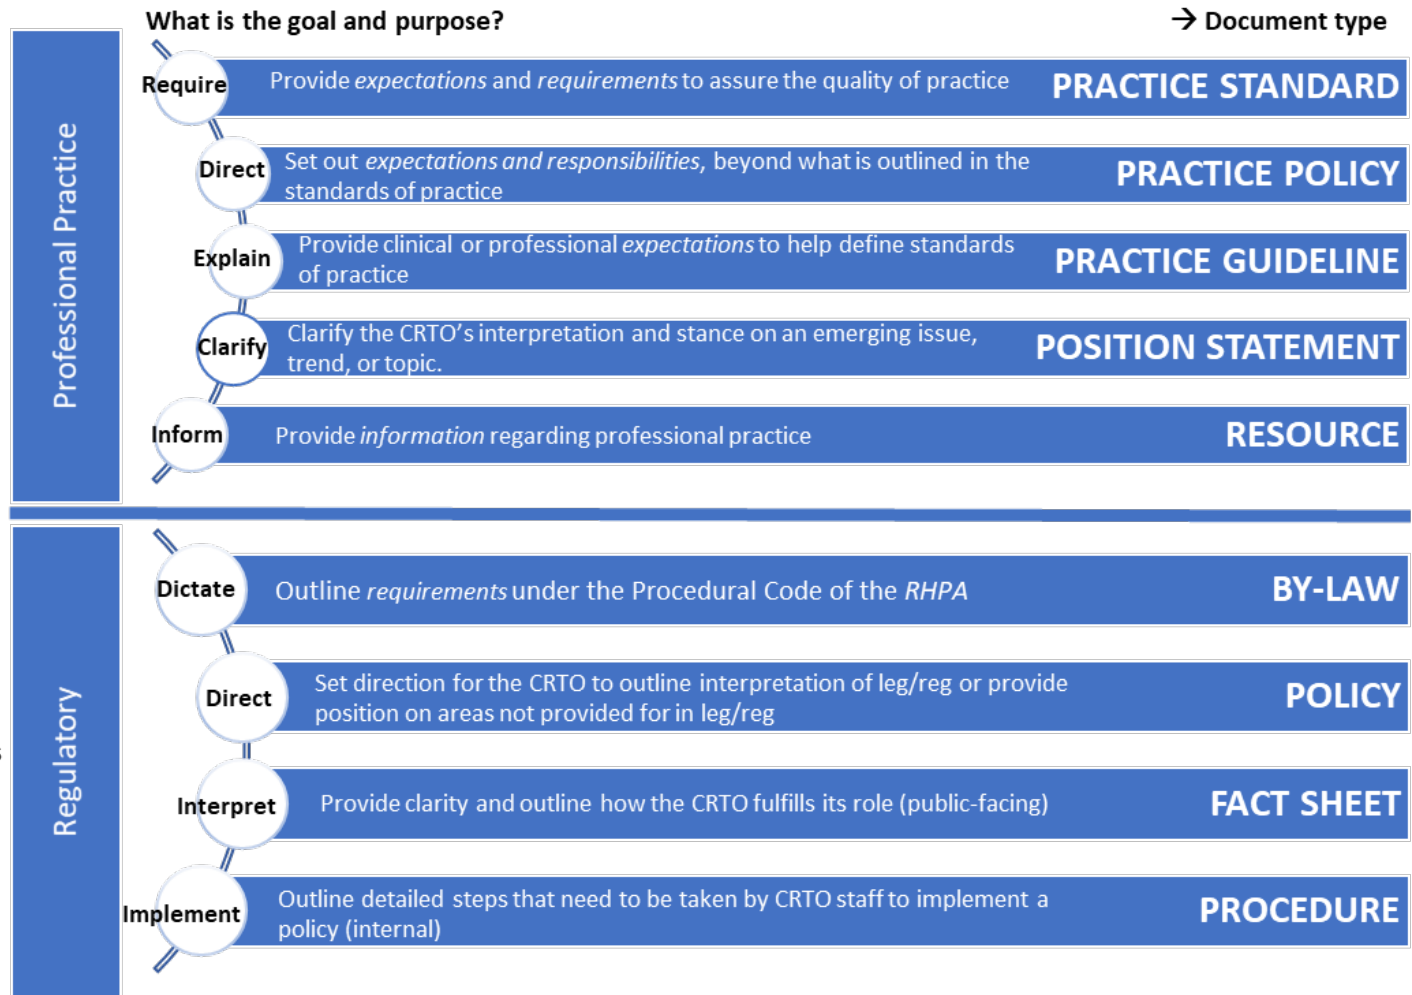 What is the goal and purpose?
→ Document type
Professional Practice
Require
Provide expectations and requirements to assure the quality of practice
PRACTICE STANDARD
Direct
Set out expectations and responsibilities, beyond what is outlined in the
standards of practice
PRACTICE POLICY
Explain
Provide clinical or professional expectations to help define standards
of practice
PRACTICE GUIDELINE
Clarify
Clarify the CRTO’s interpretation and stance on an emerging issue,
trend, or topic.
POSITION STATEMENT
Inform
Provide information regarding professional practice
RESOURCE
Regulatory
Dictate
Outline requirements under the Procedural Code of the RHPA
BY-LAW
Direct
Set direction for the CRTO to outline interpretation of leg/reg or provide
position on areas not provided for in leg/reg
POLICY
s
Interpret
Provide clarity and outline how the CRTO fulfills its role (public-facing)
FACT SHEET
Implement
Outline detailed steps that need to be taken by CRTO staff to implement a
policy (internal)
PROCEDURE